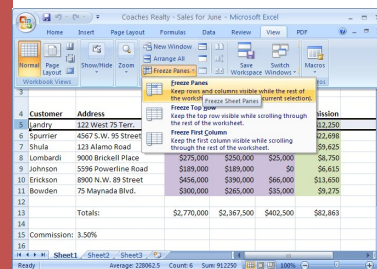 Coaches Realty - Sales for June - Microsoft Excel
Home Insert Page Layout Formulas Data Review View PDF
Normal Page Layout Show/Hide Zoom New Window Save Workspace Switch Windows Macros
Arrange All
Freeze Panes
Workbook Views
Freeze Panes
Keep rows and columns visible while the rest of
the worksh Freeze Sheet Panes urrent selection).
Freeze Top Row
Keep the top row visible while scrolling through
the rest of the worksheet.
Freeze First Column
Keep the first column visible while scrolling
through the rest of the worksheet.
3
4 Customer Address mission
5 Landry 122 West 75 Terr. $12,250
6 Spurrier 4567 S.W. 95 Street $22,698
7 Shula 123 Alamo Road $9,625
8 Lombardi 9000 Brickell Place $275,000 $250,000 $25,000 $8,750
9 Johnson 5596 Powerline Road $189,000 $189,000 $0 $6,615
10 Erickson 8900 N.W. 89 Street $456,000 $390,000 $66,000 $13,650
11 Bowden 75 Maynada Blvd. $300,000 $265,000 $35,000 $9,275
12
13 Totals: $2,770,000 $2,367,500 $402,500 $82,863
14
15 Commission: 3.50%
16
Sheet1 Sheet2 Sheet3
Ready Average: 228062.5 Count: 6 Sum: 912250 100%